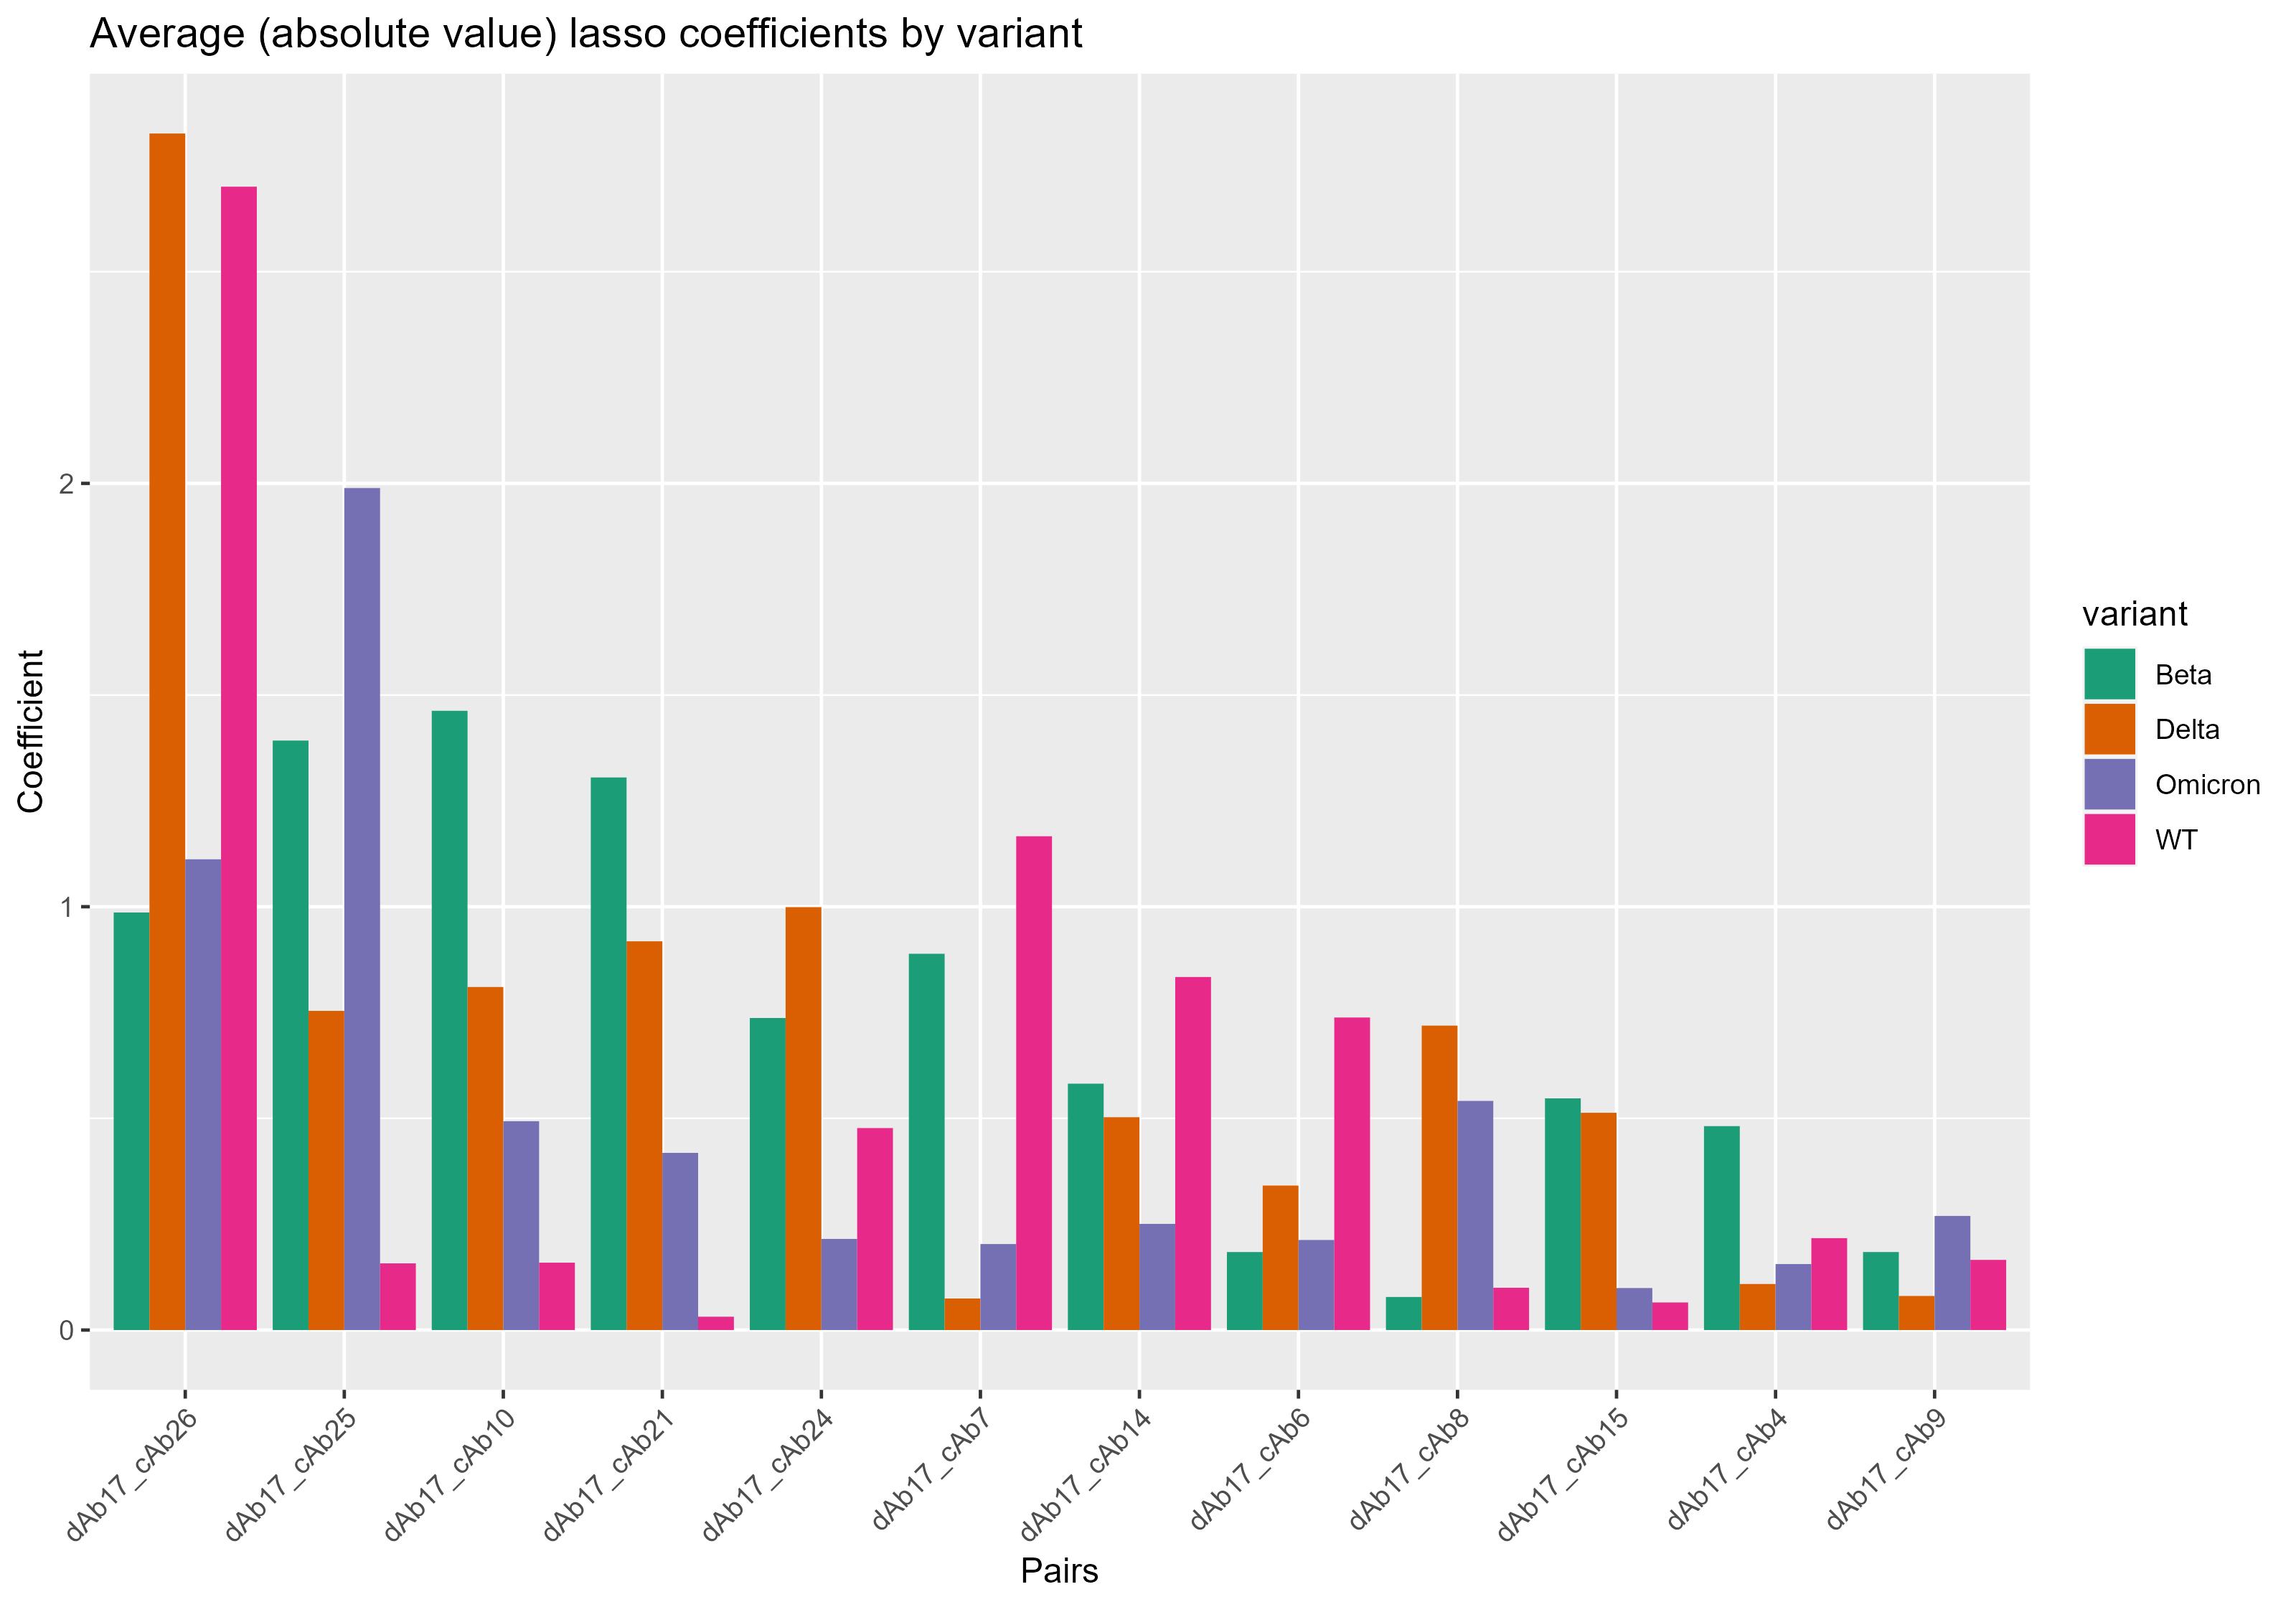 Average (absolute value) lasso coefficients by variant
Coefficient
2
1
0
dAb17_cAb26
dAb17_cAb25
dAb17_cAb10
dAb17_cAb21
dAb17_cAb24
dAb17_cAb7
dAb17_cAb14
dAb17_cAb6
dAb17_cAb8
dAb17_cAb15
dAb17_cAb4
dAb17_cAb9
Pairs
variant
Beta
Delta
Omicron
WT